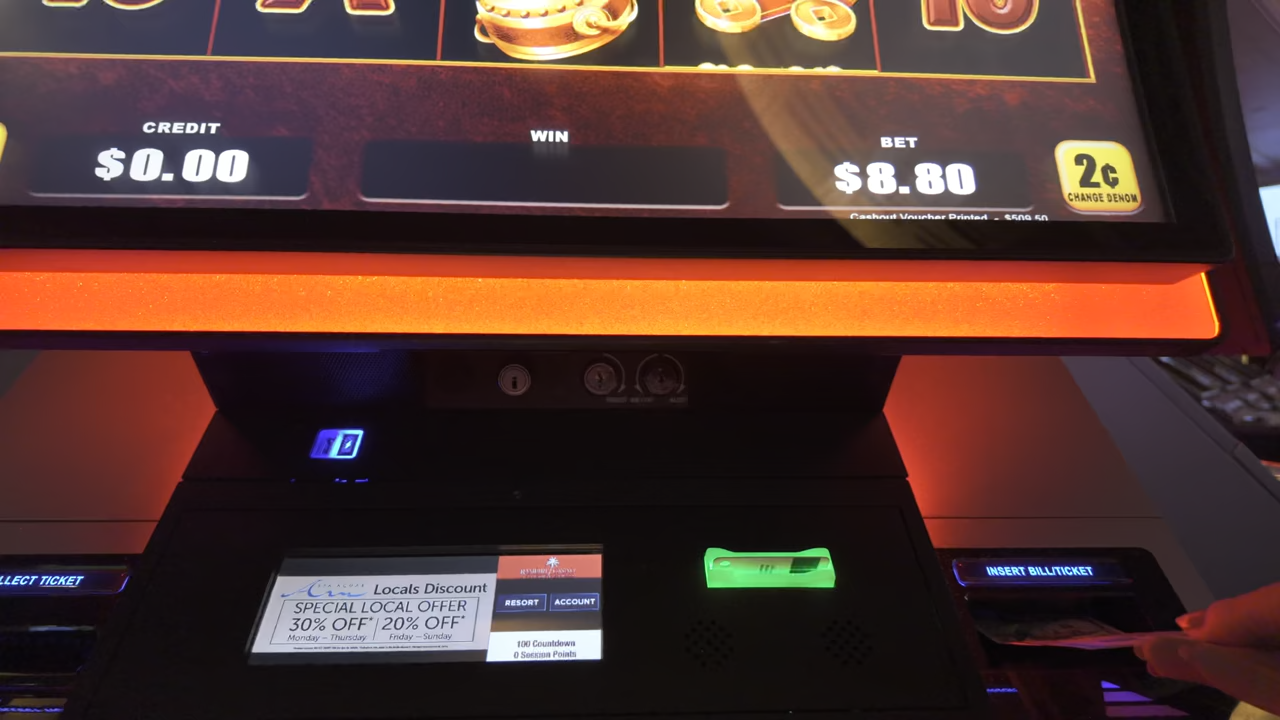 10
CREDIT
WIN
BET
$0.00
$8.80
2¢
CHANGE DENOM
Cashout Voucher Printed - $509.50
LLECT TICKET
INSERT BILL/TICKET
Locals Discount
SPECIAL LOCAL OFFER
30% OFF* 20% OFF*
Monday – Thursday Friday – Sunday
RESORT ACCOUNT
100 Countdown
0 Session Points